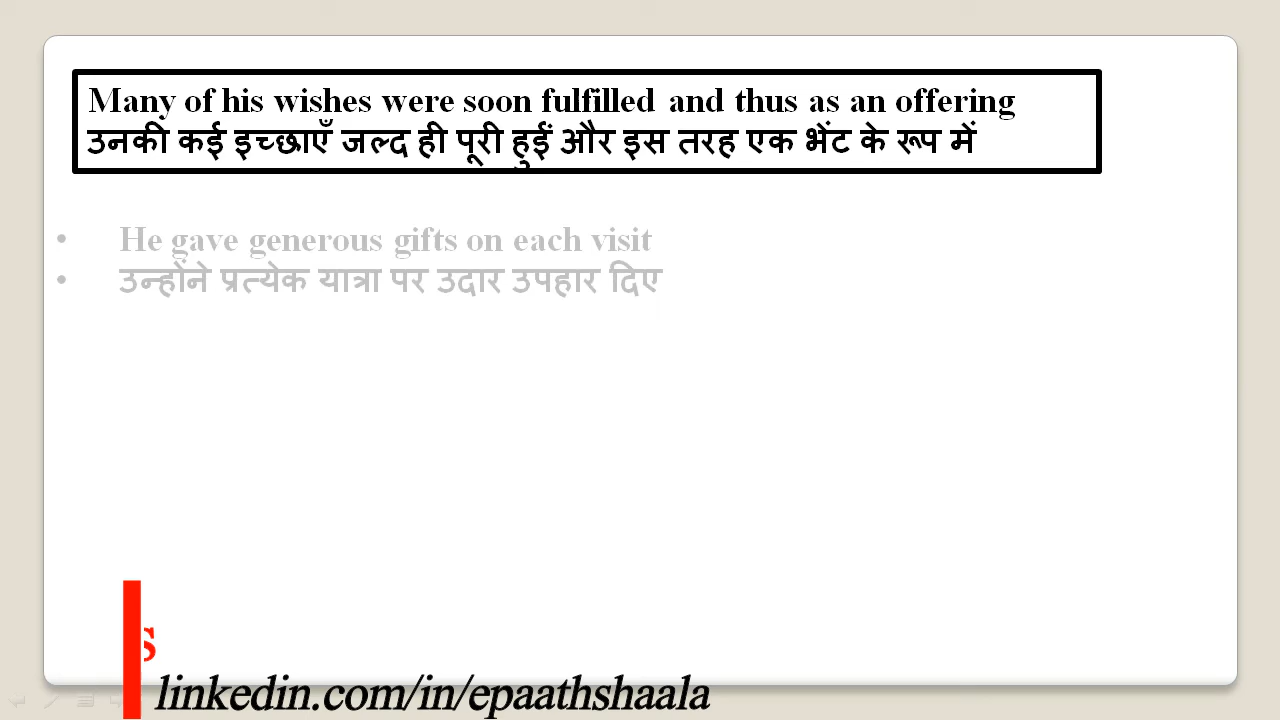 Many of his wishes were soon fulfilled and thus as an offering
उनकी कई इच्छाएँ जल्द ही पूरी हुईं और इस तरह एक भेंट के रूप में
• He gave generous gifts on each visit
• उन्होंने प्रत्येक यात्रा पर उदार उपहार दिए
s
linkedin.com/in/epaathshaala